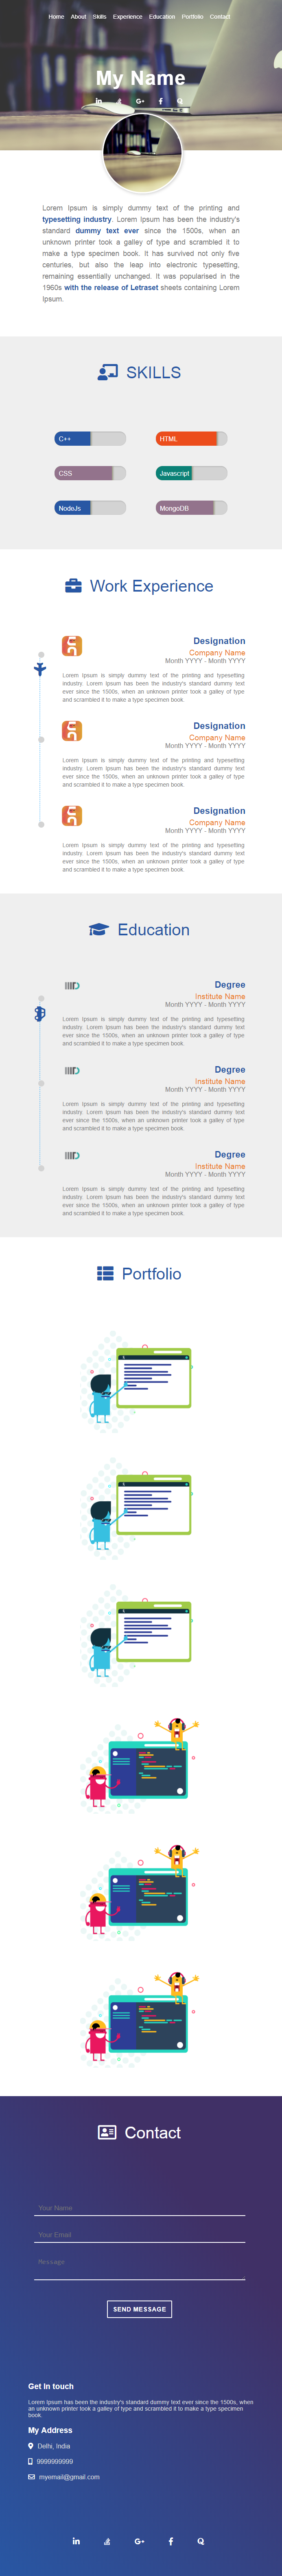 Home About Skills Experience Education Portfolio Contact
My Name
Lorem Ipsum is simply dummy text of the printing and
typesetting industry. Lorem Ipsum has been the industry's
standard dummy text ever since the 1500s, when an
unknown printer took a galley of type and scrambled it to
make a type specimen book. It has survived not only five
centuries, but also the leap into electronic typesetting,
remaining essentially unchanged. It was popularised in the
1960s with the release of Letraset sheets containing Lorem
Ipsum.
SKILLS
C++
HTML
CSS
Javascript
NodeJs
MongoDB
Work Experience
Designation
Company Name
Month YYYY - Month YYYY
Lorem Ipsum is simply dummy text of the printing and typesetting
industry. Lorem Ipsum has been the industry's standard dummy text
ever since the 1500s, when an unknown printer took a galley of type
and scrambled it to make a type specimen book.
Designation
Company Name
Month YYYY - Month YYYY
Lorem Ipsum is simply dummy text of the printing and typesetting
industry. Lorem Ipsum has been the industry's standard dummy text
ever since the 1500s, when an unknown printer took a galley of type
and scrambled it to make a type specimen book.
Designation
Company Name
Month YYYY - Month YYYY
Lorem Ipsum is simply dummy text of the printing and typesetting
industry. Lorem Ipsum has been the industry's standard dummy text
ever since the 1500s, when an unknown printer took a galley of type
and scrambled it to make a type specimen book.
Education
Degree
Institute Name
Month YYYY - Month YYYY
Lorem Ipsum is simply dummy text of the printing and typesetting
industry. Lorem Ipsum has been the industry's standard dummy text
ever since the 1500s, when an unknown printer took a galley of type
and scrambled it to make a type specimen book.
Degree
Institute Name
Month YYYY - Month YYYY
Lorem Ipsum is simply dummy text of the printing and typesetting
industry. Lorem Ipsum has been the industry's standard dummy text
ever since the 1500s, when an unknown printer took a galley of type
and scrambled it to make a type specimen book.
Degree
Institute Name
Month YYYY - Month YYYY
Lorem Ipsum is simply dummy text of the printing and typesetting
industry. Lorem Ipsum has been the industry's standard dummy text
ever since the 1500s, when an unknown printer took a galley of type
and scrambled it to make a type specimen book.
Portfolio
Contact
Your Name
Your Email
Message
SEND MESSAGE
Get in touch
Lorem Ipsum has been the industry's standard dummy text ever since the 1500s, when
an unknown printer took a galley of type and scrambled it to make a type specimen
book.
My Address
Delhi, India
9999999999
myemail@gmail.com